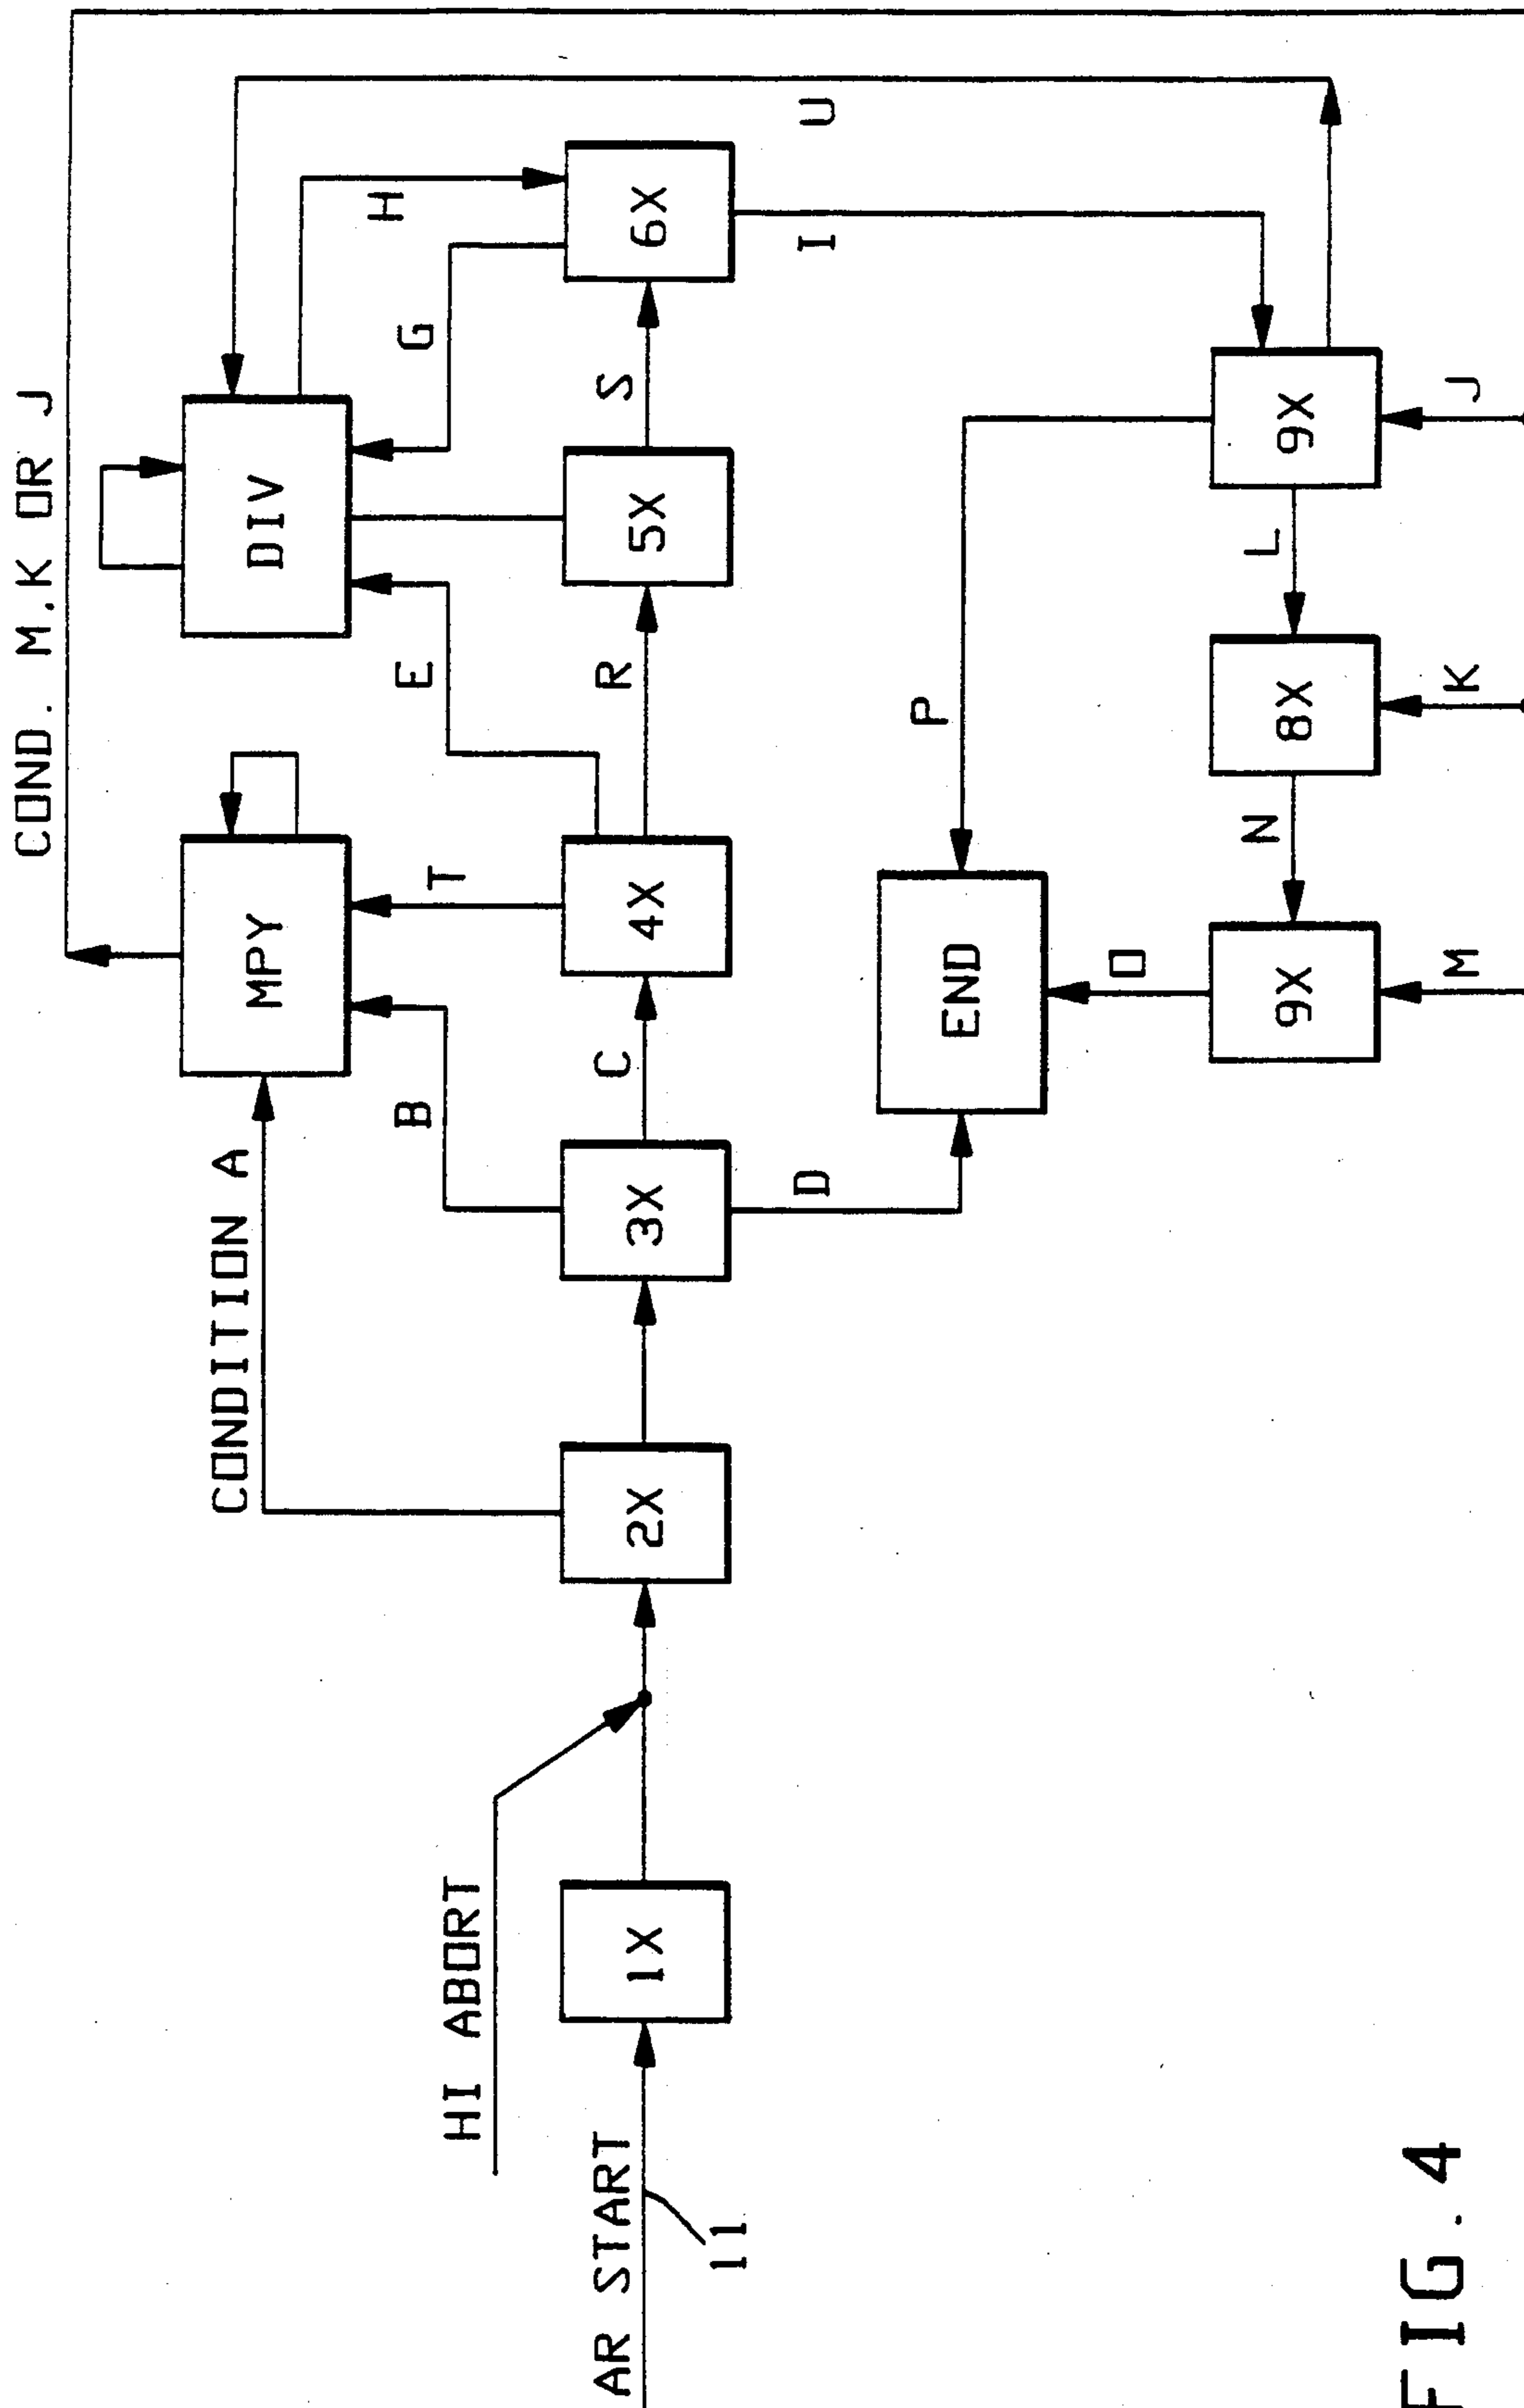 COND. M,K OR J
CONDITION A
MPY
DIV
H
G
U
B
T
E
HI ABORT
AR START
11
1X
2X
3X
C
4X
R
5X
S
6X
I
D
END
P
O
9X
N
8X
L
9X
M
K
J
FIG. 4